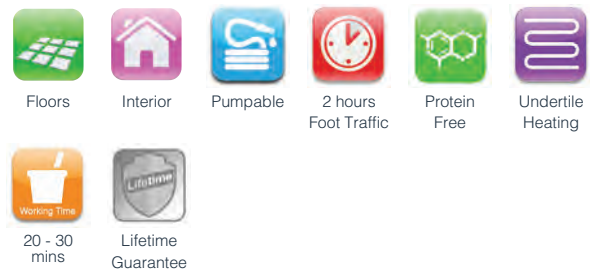 Floors
Interior
Pumpable
2 hours
Foot Traffic
Protein
Free
Undertile
Heating
Working Time
20 - 30
mins
Lifetime
Lifetime
Guarantee